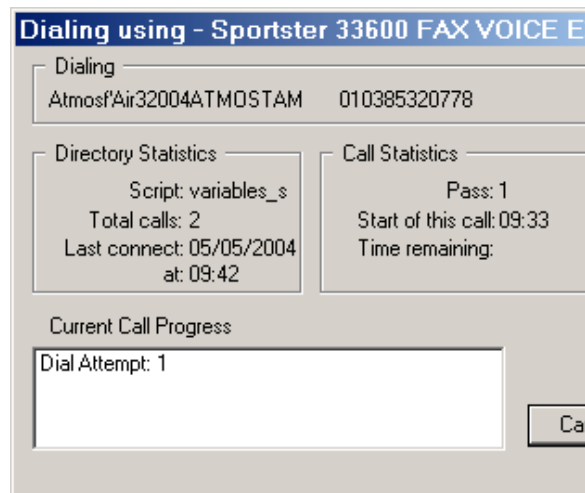 Dialing using - Sportster 33600 FAX VOICE E
Dialing
Atmosf'Air32004ATMOSTAM 010385320778
Directory Statistics
Script: variables_s
Total calls: 2
Last connect: 05/05/2004
at: 09:42
Call Statistics
Pass: 1
Start of this call: 09:33
Time remaining:
Current Call Progress
Dial Attempt: 1
Ca